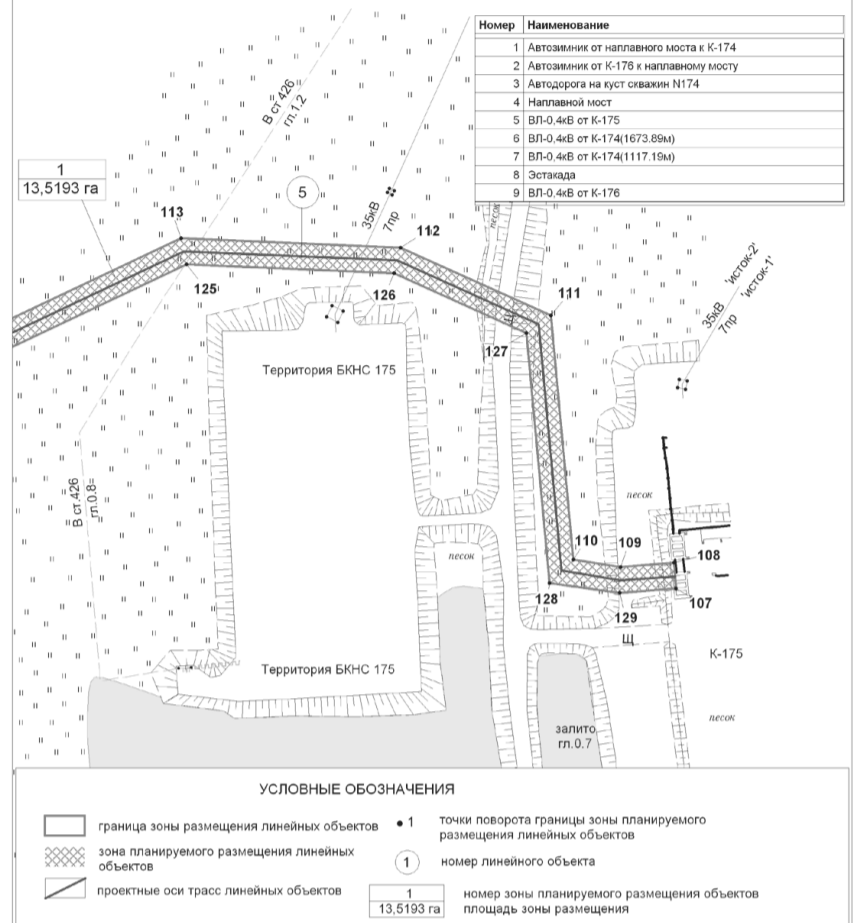 Номер Наименование
1 Автозимник от наплавного моста к К-174
2 Автозимник от К-176 к наплавному мосту
3 Автодорога на куст скважин N174
4 Наплавной мост
5 ВЛ-0,4кВ от К-175
6 ВЛ-0,4кВ от К-174(1673.89м)
7 ВЛ-0,4кВ от К-174(1117.19м)
8 Эстакада
9 ВЛ-0,4кВ от К-176
В ст.426
гл.1.2
1
13,5193 га
5
35кВ
7пр
песок
113
112
125
126
111
127
Щ
35кВ 'исток-2'
7пр 'исток-1'
Территория БКНС 175
В ст.426
гл.0.8
песок
песок
110
109
108
128
129
107
Щ
К-175
Территория БКНС 175
песок
залито
гл.0.7
УСЛОВНЫЕ ОБОЗНАЧЕНИЯ
граница зоны размещения линейных объектов
1 точки поворота границы зоны планируемого
размещения линейных объектов
зона планируемого размещения линейных
объектов
1 номер линейного объекта
проектные оси трасс линейных объектов
1 номер зоны планируемого размещения объектов
13,5193 га площадь зоны размещения